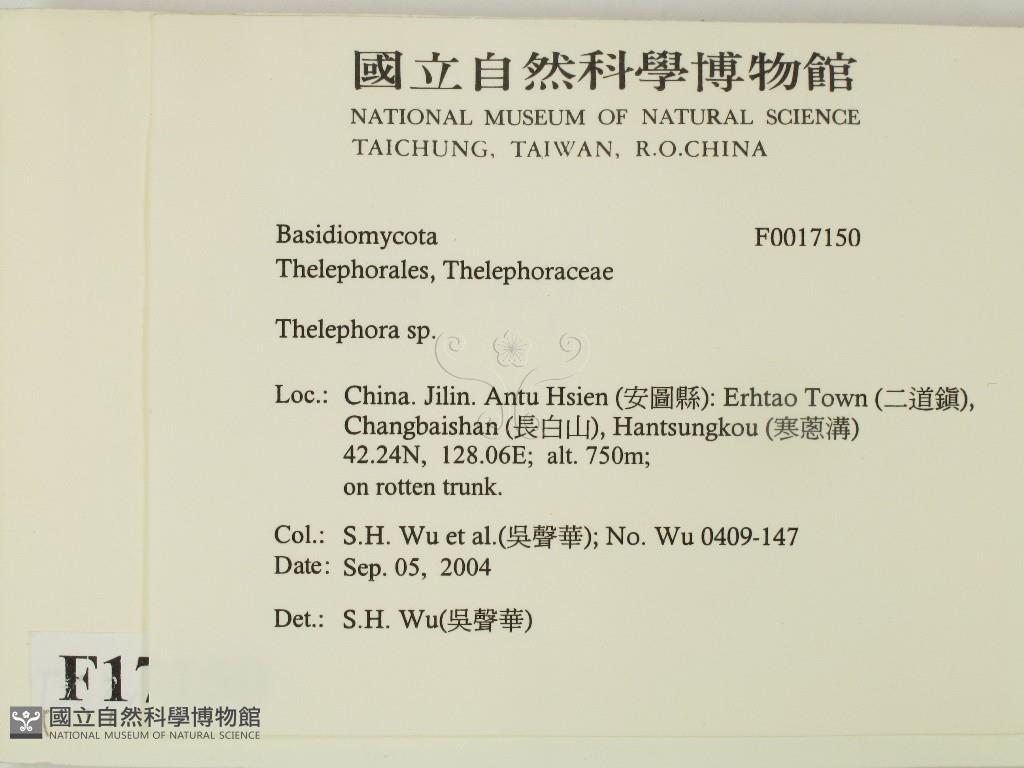 國立自然科學博物館
NATIONAL MUSEUM OF NATURAL SCIENCE
TAICHUNG, TAIWAN, R.O.CHINA
Basidiomycota F0017150
Thelephorales, Thelephoraceae
Thelephora sp.
Loc.: China. Jilin. Antu Hsien (安圖縣): Erhtao Town (二道鎮),
Changbaishan (長白山), Hantsungkou (寒蔥溝)
42.24N, 128.06E; alt. 750m;
on rotten trunk.
Col.: S.H. Wu et al.(吳聲華); No. Wu 0409-147
Date: Sep. 05, 2004
Det.: S.H. Wu(吳聲華)
F17
國立自然科學博物館
NATIONAL MUSEUM OF NATURAL SCIENCE